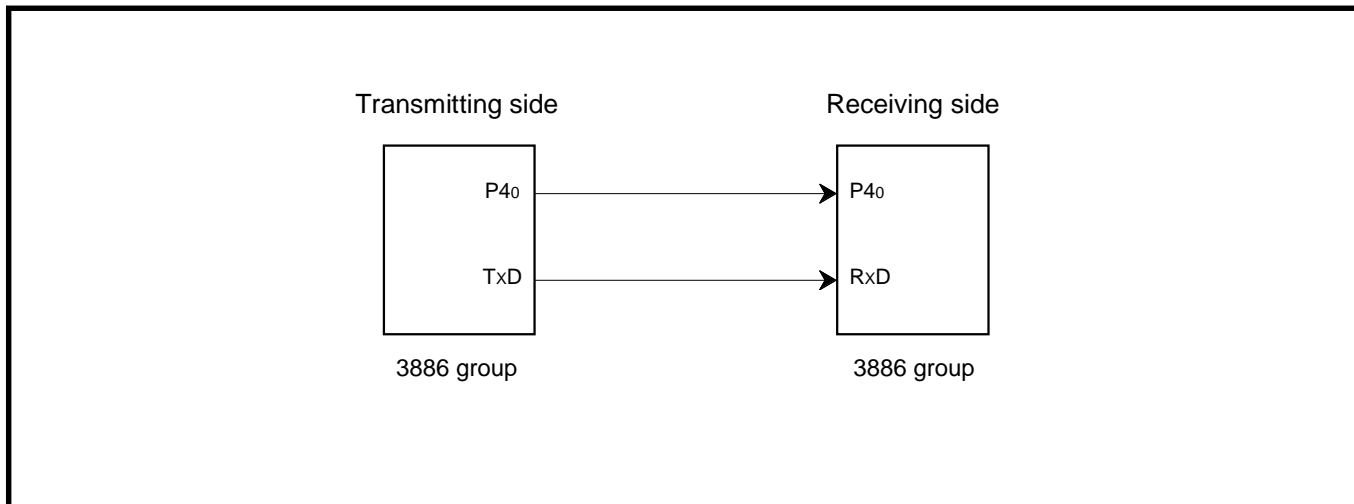 Transmitting side
Receiving side
P40
P40
TxD
RxD
3886 group
3886 group